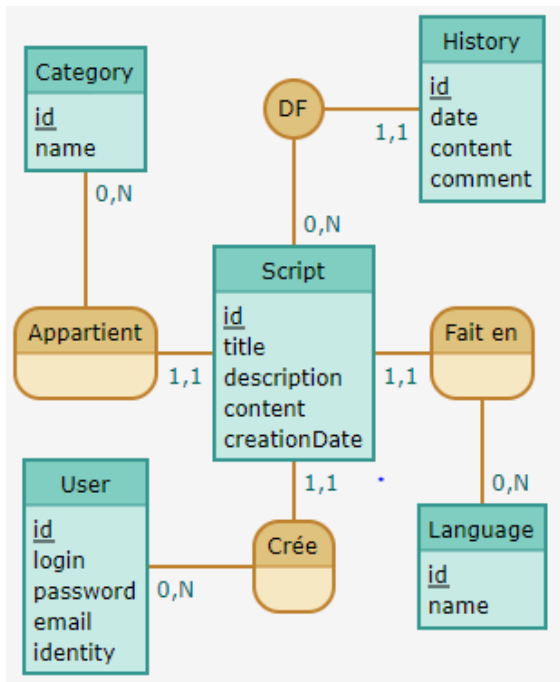 Category
id
name
0,N
DF
1,1
History
id
date
content
comment
0,N
Appartient
1,1
Script
id
title
description
content
creationDate
1,1
Fait en
0,N
Language
id
name
1,1
Crée
0,N
User
id
login
password
email
identity